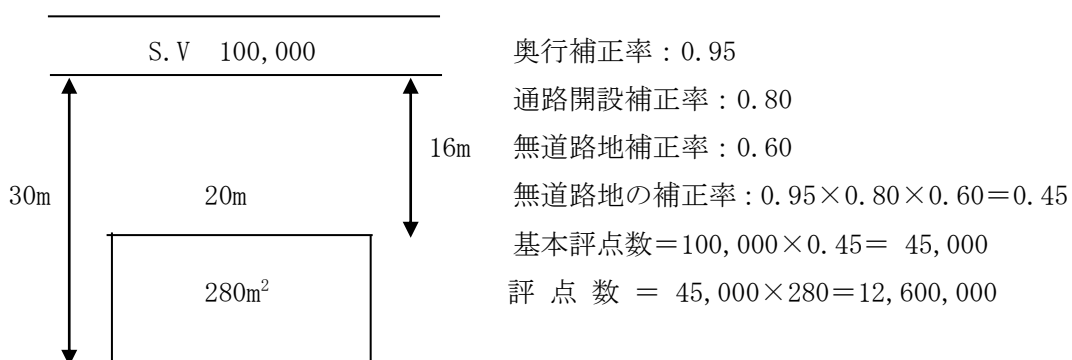 S.V 100,000
奥行補正率：0.95
通路開設補正率：0.80
16m
無道路地補正率：0.60
30m
20m
無道路地の補正率：0.95×0.80×0.60＝0.45
基本評点数＝100,000×0.45＝ 45,000
280m²
評 点 数 ＝ 45,000×280＝12,600,000